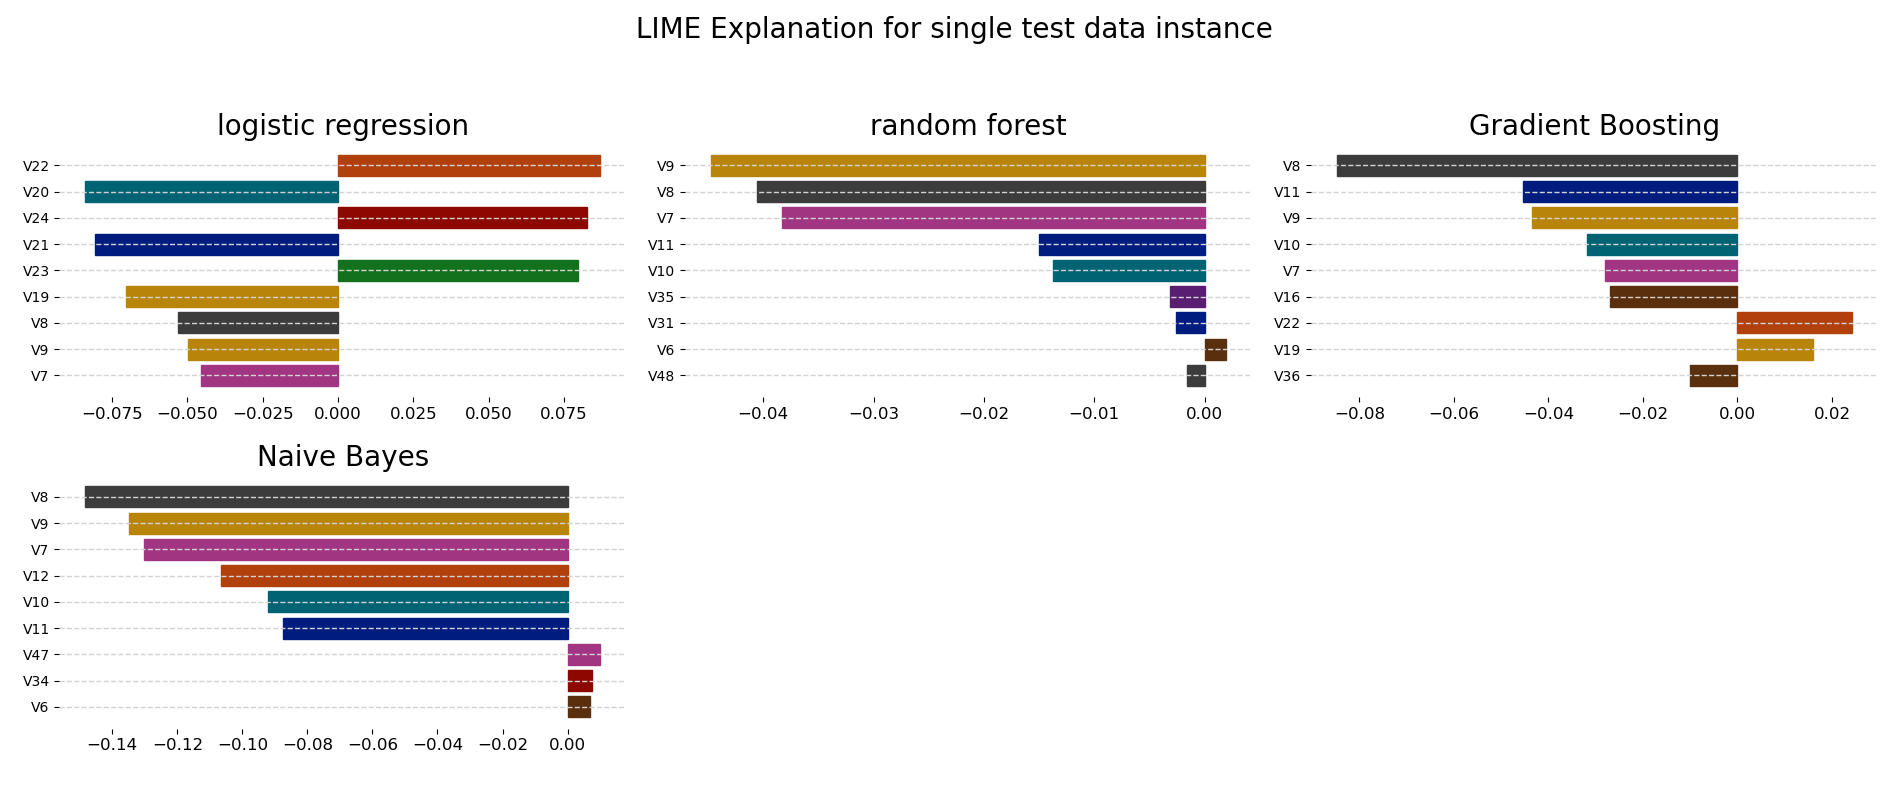 LIME Explanation for single test data instance
logistic regression
V22
V20
V24
V21
V23
V19
V8
V9
V7
−0.075 −0.050 −0.025 0.000 0.025 0.050 0.075
random forest
V9
V8
V7
V11
V10
V35
V31
V6
V48
−0.04 −0.03 −0.02 −0.01 0.00
Gradient Boosting
V8
V11
V9
V10
V7
V16
V22
V19
V36
−0.08 −0.06 −0.04 −0.02 0.00 0.02
Naive Bayes
V8
V9
V7
V12
V10
V11
V47
V34
V6
−0.14 −0.12 −0.10 −0.08 −0.06 −0.04 −0.02 0.00